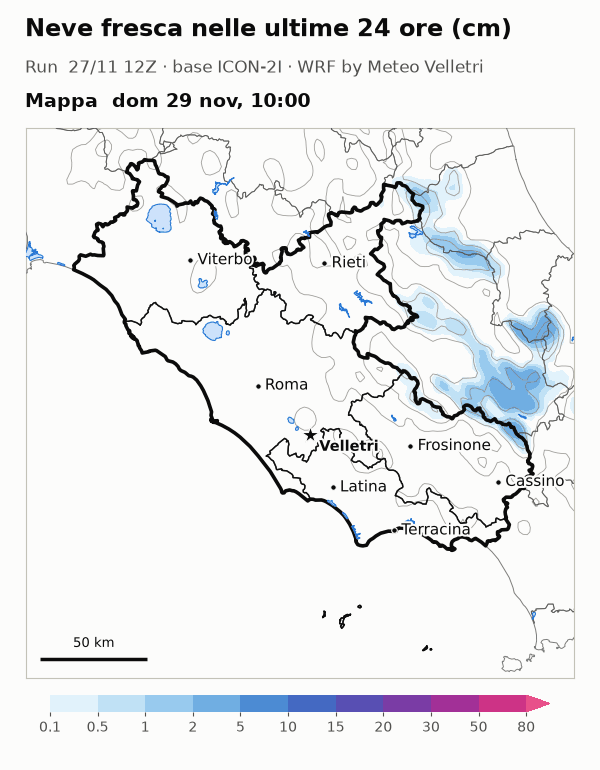 Neve fresca nelle ultime 24 ore (cm)
Run  27/11 12Z · base ICON-2I · WRF by Meteo Velletri
Mappa  dom 29 nov, 10:00
Viterbo
Rieti
Roma
Velletri
Frosinone
Latina
Cassino
Terracina
50 km
0.1 0.5 1 2 5 10 15 20 30 50 80